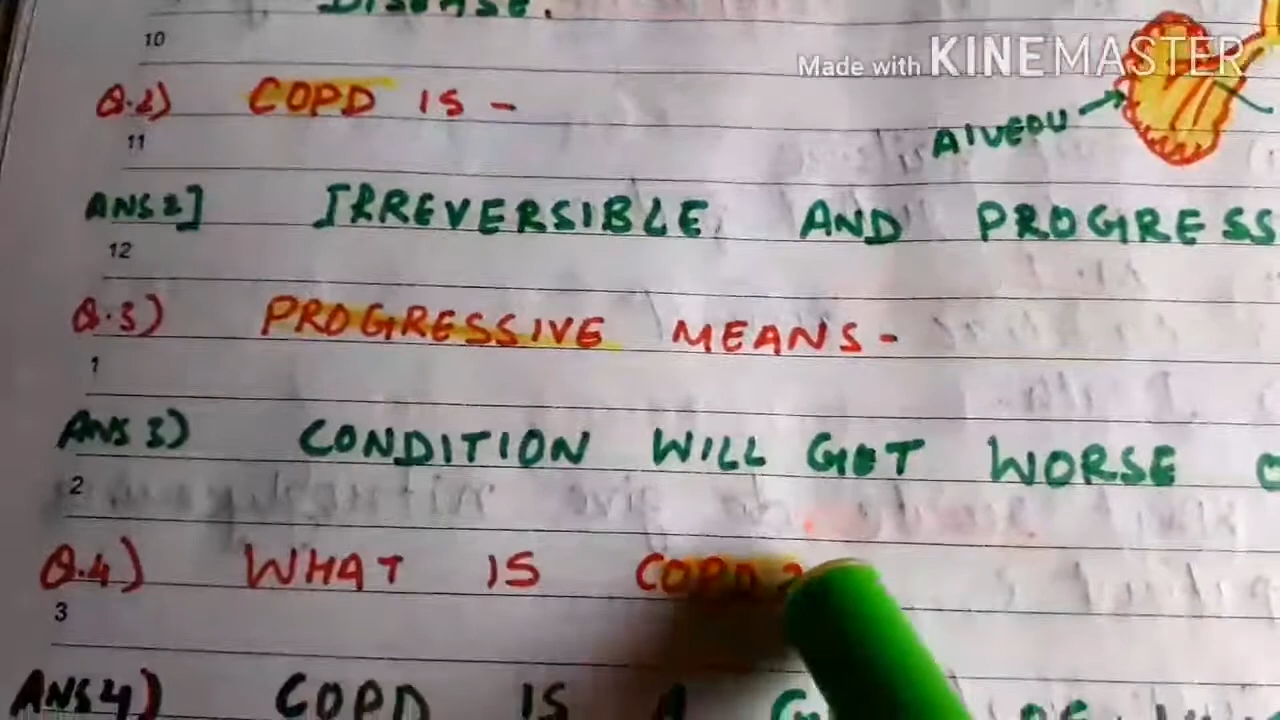 DISEASE.
10
Made with KINEMASTER
Q.2) COPD IS -
11
ALVEOLI
ANS 2] IRREVERSIBLE AND PROGRESS
12
Q.3) PROGRESSIVE MEANS -
1
ANS 3) CONDITION WILL GET WORSE
2
Q.4) WHAT IS COPD?
3
ANS 4) COPD IS A